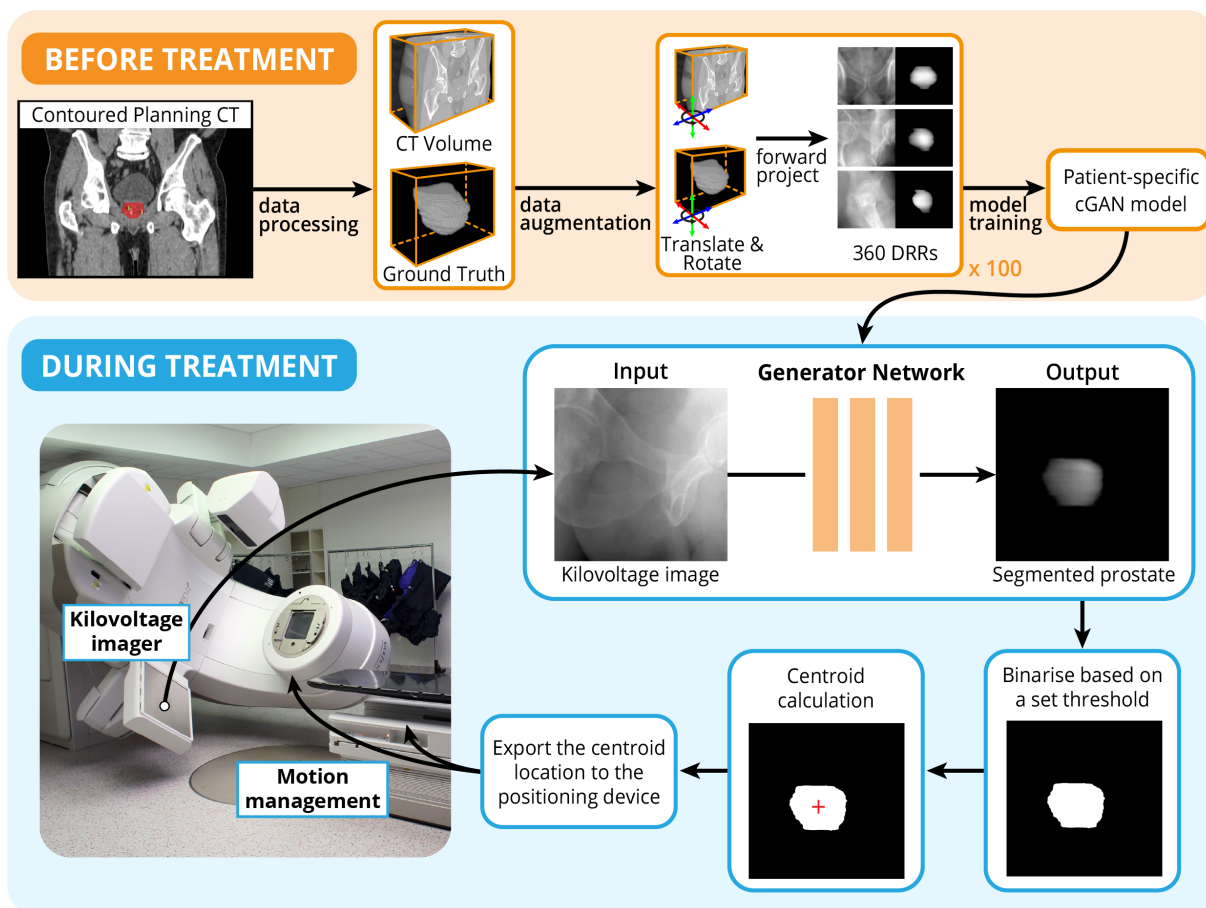 BEFORE TREATMENT
Contoured Planning CT
data
processing
CT Volume
Ground Truth
data
augmentation
Translate &
Rotate
forward
project
360 DRRs
x 100
model
training
Patient-specific
cGAN model
DURING TREATMENT
Input
Generator Network
Output
Kilovoltage image
Segmented prostate
Kilovoltage
imager
Motion
management
Binarise based on
a set threshold
Centroid
calculation
Export the centroid
location to the
positioning device